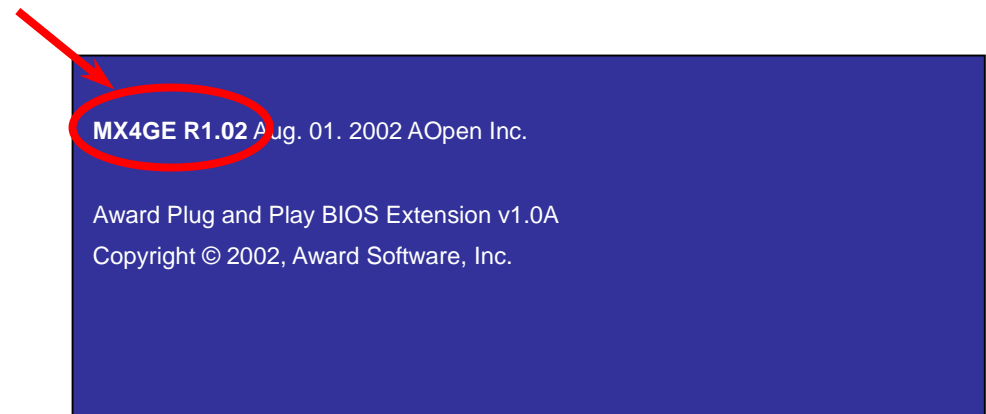 MX4GE R1.02 Aug. 01. 2002 AOpen Inc.
Award Plug and Play BIOS Extension v1.0A
Copyright © 2002, Award Software, Inc.